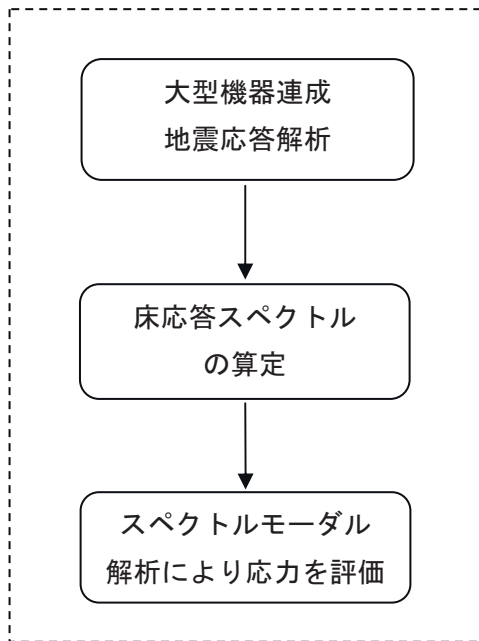 大型機器連成
地震応答解析
床応答スペクトル
の算定
スペクトルモーダル
解析により応力を評価